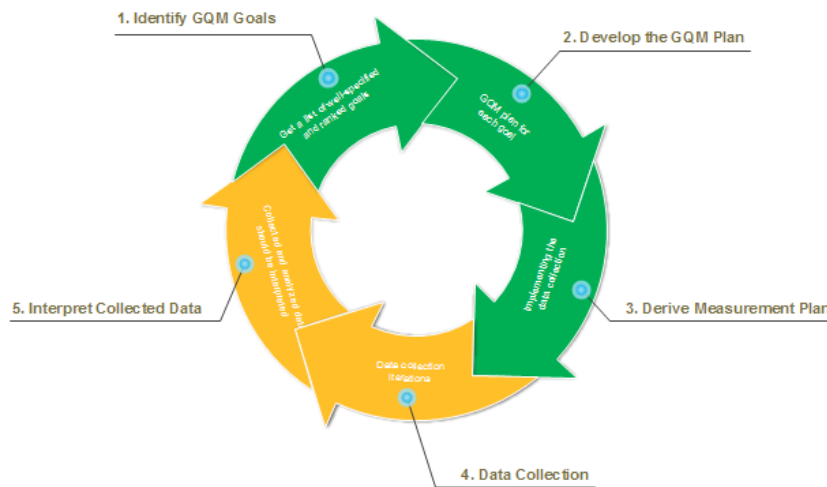 1. Identify GQM Goals
2. Develop the GQM Plan
Get a list of well-specified
and ranked goals
GQM plan for
each goal
Implementing the
data collection
3. Derive Measurement Plan
Data collection
iterations
4. Data Collection
Collected and analyzed data
should be interpreted
5. Interpret Collected Data